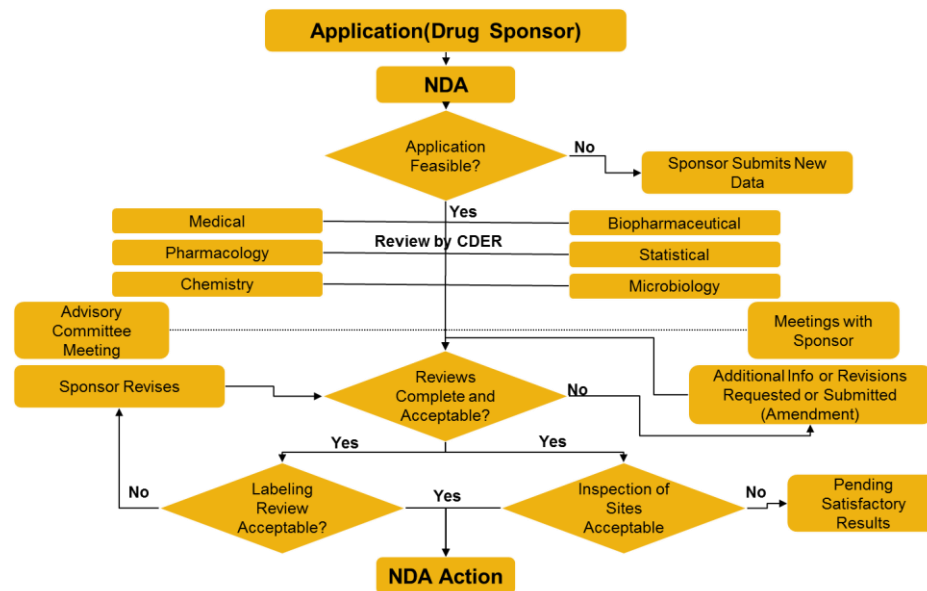 Application(Drug Sponsor)
NDA
Application
Feasible?
No
Sponsor Submits New
Data
Yes
Medical
Biopharmaceutical
Review by CDER
Pharmacology
Statistical
Chemistry
Microbiology
Advisory
Committee
Meeting
Meetings with
Sponsor
Sponsor Revises
Reviews
Complete and
Acceptable?
No
Additional Info or Revisions
Requested or Submitted
(Amendment)
Yes
Yes
No
Labeling
Review
Acceptable?
Yes
Inspection of
Sites
Acceptable
No
Pending
Satisfactory
Results
NDA Action